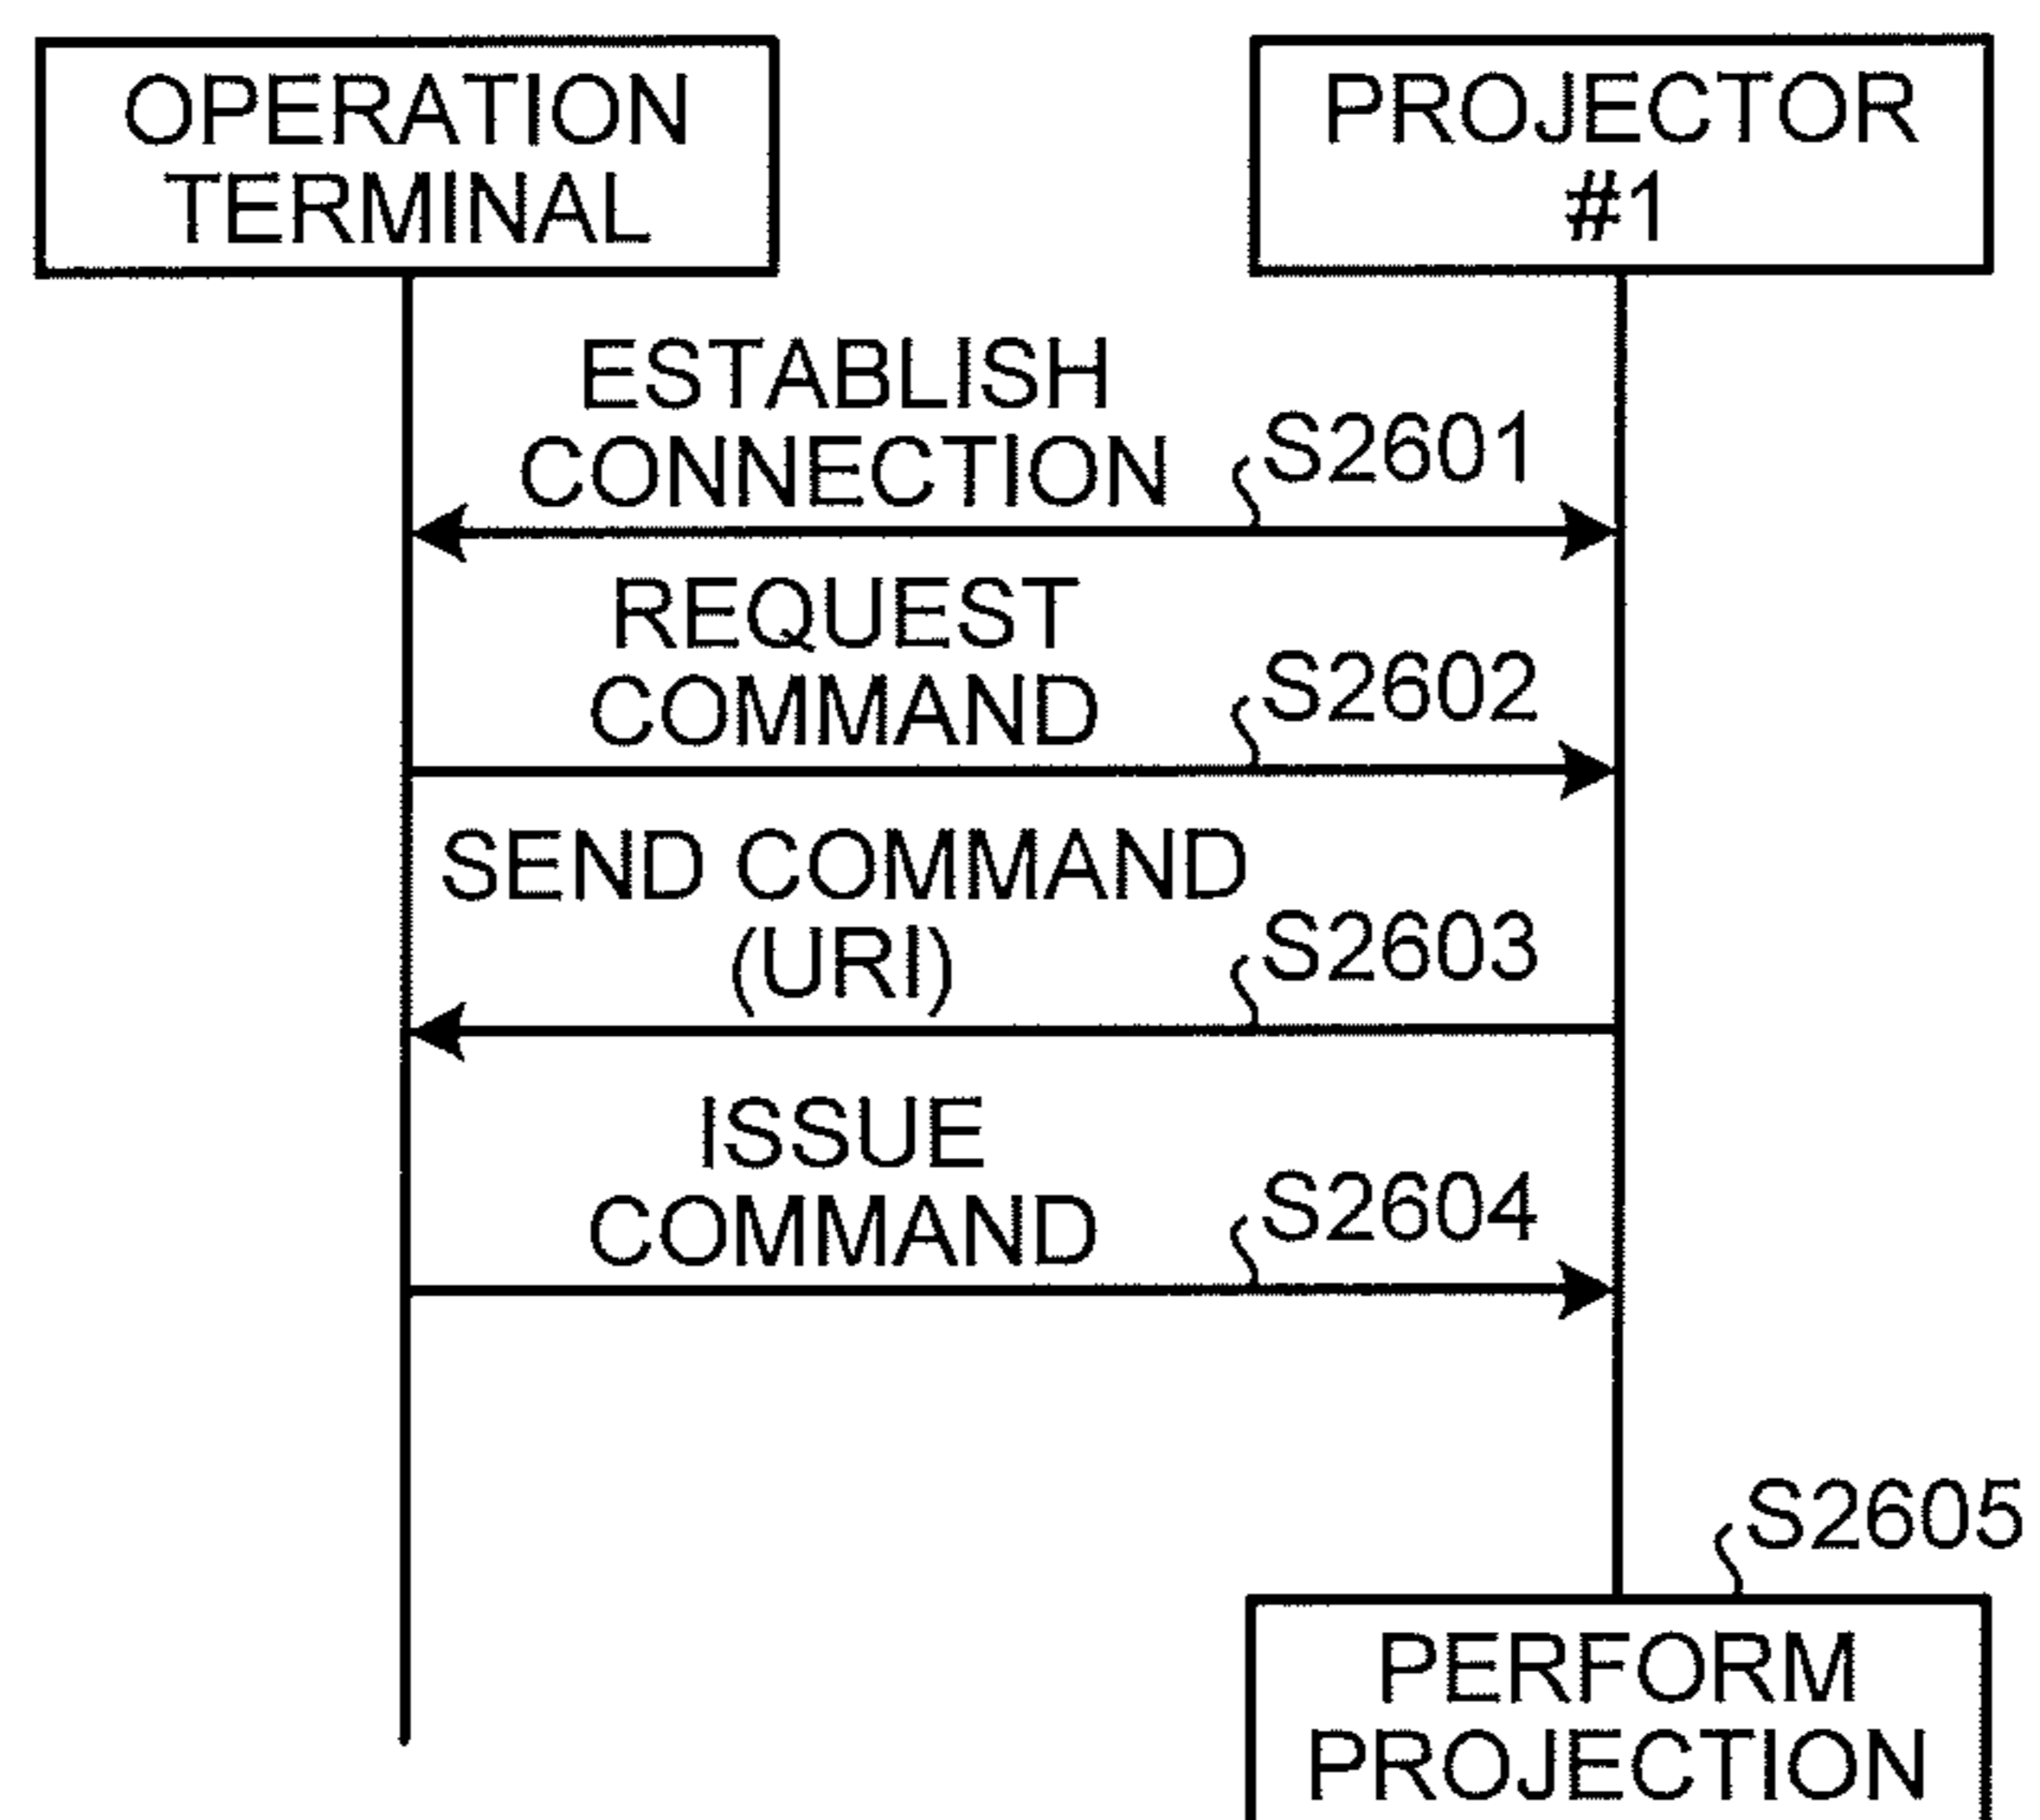 OPERATION
TERMINAL
PROJECTOR
#1
ESTABLISH
CONNECTION
S2601
REQUEST
COMMAND
S2602
SEND COMMAND
(URI)
S2603
ISSUE
COMMAND
S2604
S2605
PERFORM
PROJECTION